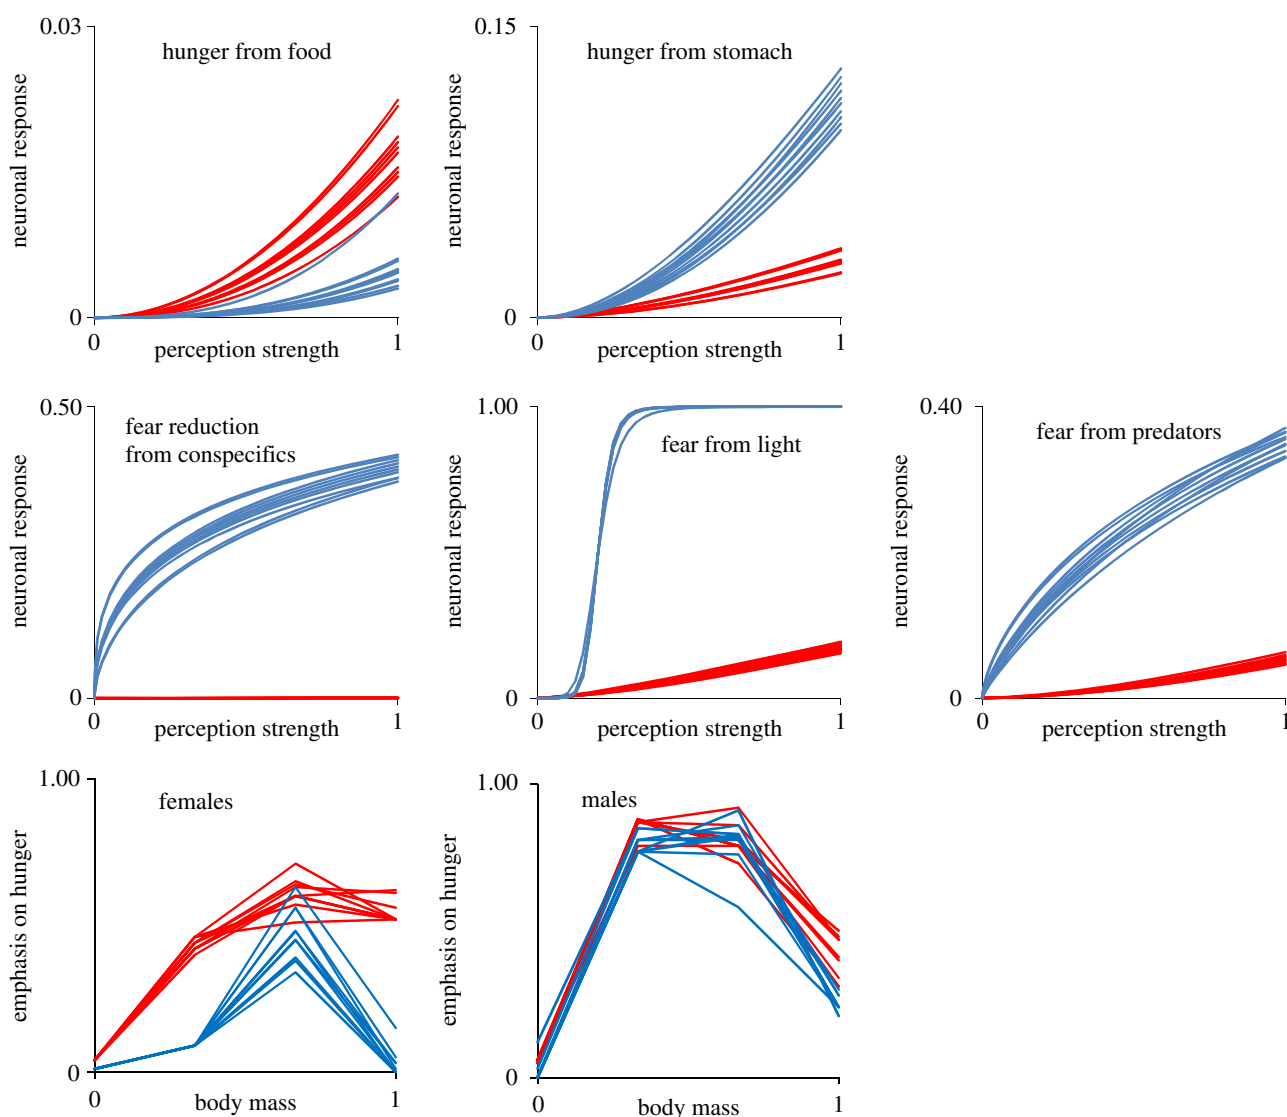 0.03
hunger from food
neuronal response
0
0
perception strength
1
0.15
hunger from stomach
neuronal response
0
0
perception strength
1
0.50
fear reduction
from conspecifics
neuronal response
0
0
perception strength
1
1.00
fear from light
neuronal response
0
0
perception strength
1
0.40
fear from predators
neuronal response
0
0
perception strength
1
1.00
females
emphasis on hunger
0
0
body mass
1
1.00
males
emphasis on hunger
0
0
body mass
1